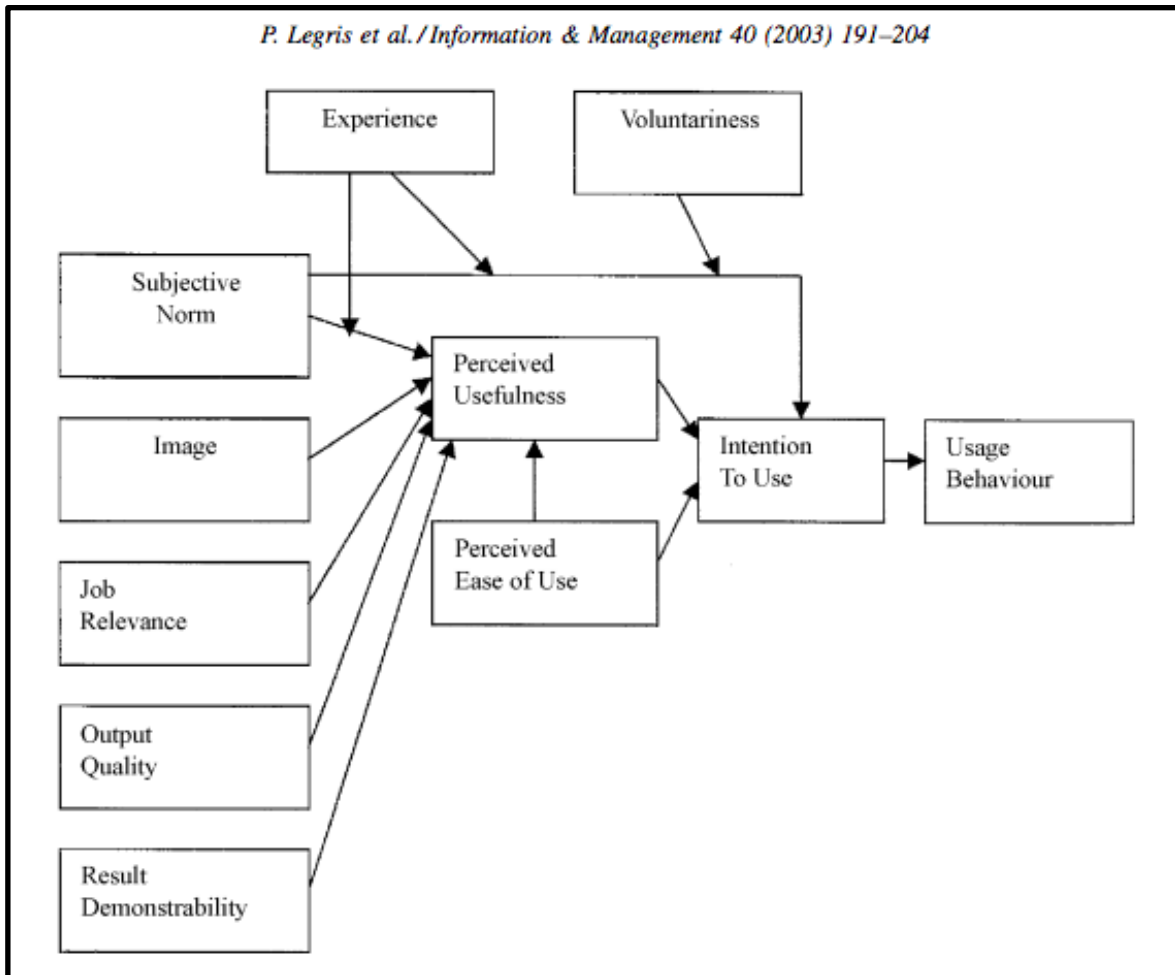 P. Legris et al. / Information & Management 40 (2003) 191–204
Experience
Voluntariness
Subjective
Norm
Perceived
Usefulness
Image
Intention
To Use
Usage
Behaviour
Perceived
Ease of Use
Job
Relevance
Output
Quality
Result
Demonstrability